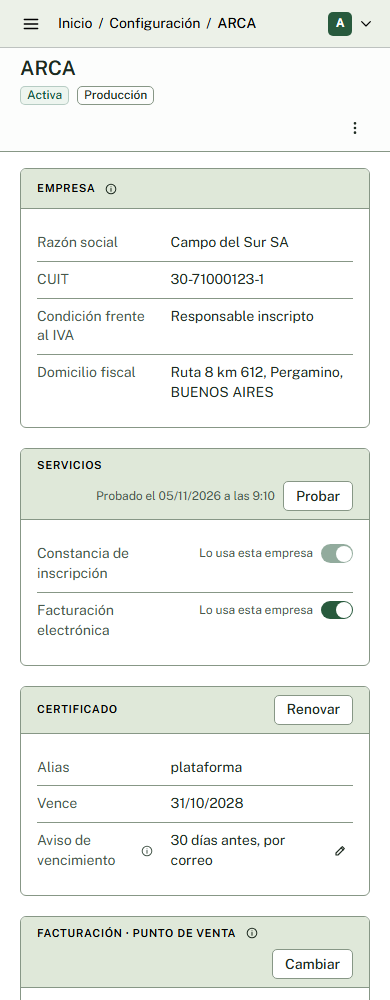 Inicio / Configuración / ARCA
A
ARCA
Activa
Producción
EMPRESA
Razón social
Campo del Sur SA
CUIT
30-71000123-1
Condición frente
al IVA
Responsable inscripto
Domicilio fiscal
Ruta 8 km 612, Pergamino,
BUENOS AIRES
SERVICIOS
Probado el 05/11/2026 a las 9:10
Probar
Constancia de
inscripción
Lo usa esta empresa
Facturación
electrónica
Lo usa esta empresa
CERTIFICADO
Renovar
Alias
plataforma
Vence
31/10/2028
Aviso de
vencimiento
30 días antes, por
correo
FACTURACIÓN · PUNTO DE VENTA
Cambiar